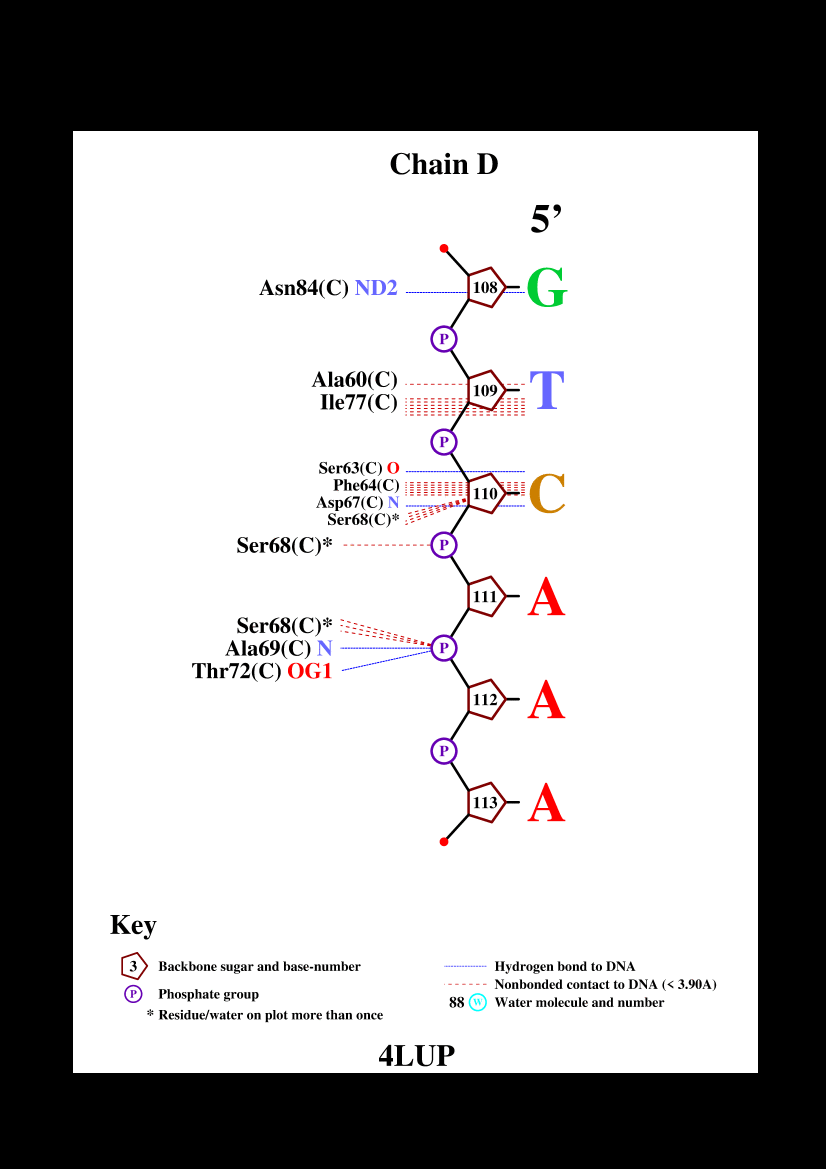 Chain D
5’
Asn84(C) ND2
108
G
P
Ala60(C)
109
T
Ile77(C)
P
Ser63(C) O
Phe64(C)
110
C
Asp67(C) N
Ser68(C)*
Ser68(C)*
P
111
A
Ser68(C)*
Ala69(C) N
P
Thr72(C) OG1
112
A
P
113
A
Key
3 Backbone sugar and base-number
P Phosphate group
* Residue/water on plot more than once
Hydrogen bond to DNA
Nonbonded contact to DNA (< 3.90A)
88 W Water molecule and number
4LUP